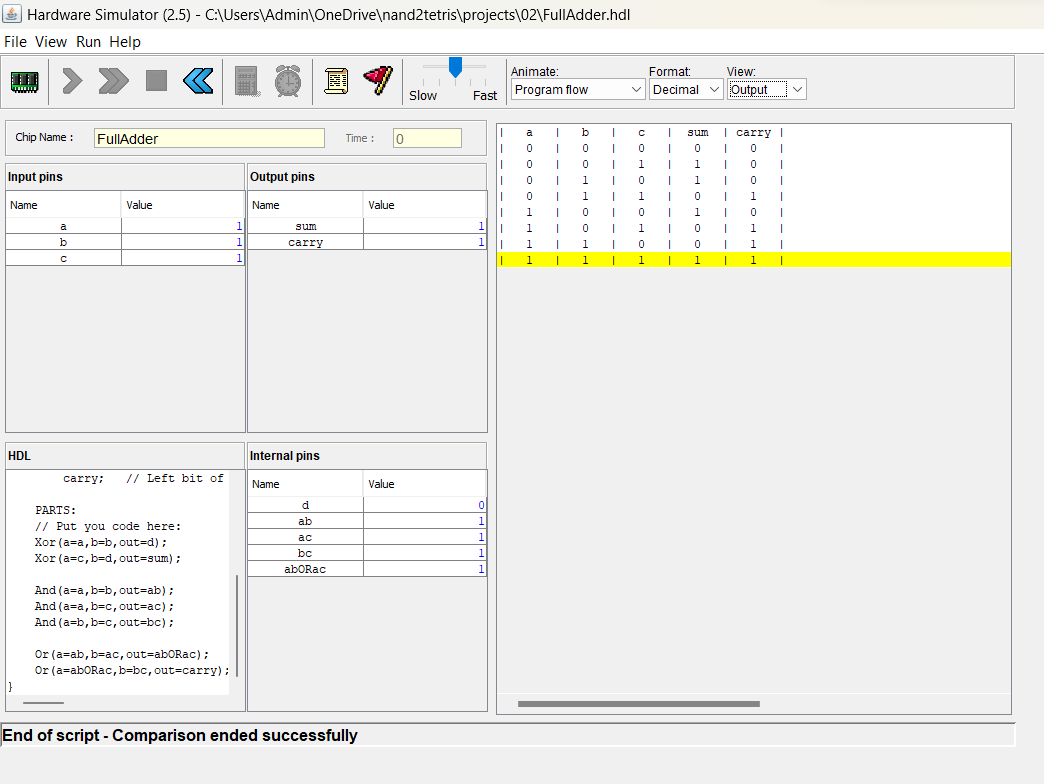 Hardware Simulator (2.5) - C:\Users\Admin\OneDrive\nand2tetris\projects\02\FullAdder.hdl
File View Run Help
Slow Fast
Animate: Format: View:
Program flow Decimal Output
Chip Name : FullAdder Time : 0
Input pins
Name Value
a 1
b 1
c 1
Output pins
Name Value
sum 1
carry 1
| a | b | c | sum | carry |
| 0 | 0 | 0 | 0 | 0 |
| 0 | 0 | 1 | 1 | 0 |
| 0 | 1 | 0 | 1 | 0 |
| 0 | 1 | 1 | 0 | 1 |
| 1 | 0 | 0 | 1 | 0 |
| 1 | 0 | 1 | 0 | 1 |
| 1 | 1 | 0 | 0 | 1 |
| 1 | 1 | 1 | 1 | 1 |
HDL
carry; // Left bit of
PARTS:
// Put you code here:
Xor(a=a,b=b,out=d);
Xor(a=c,b=d,out=sum);
And(a=a,b=b,out=ab);
And(a=a,b=c,out=ac);
And(a=b,b=c,out=bc);
Or(a=ab,b=ac,out=abORac);
Or(a=abORac,b=bc,out=carry);
}
Internal pins
Name Value
d 0
ab 1
ac 1
bc 1
abORac 1
End of script - Comparison ended successfully